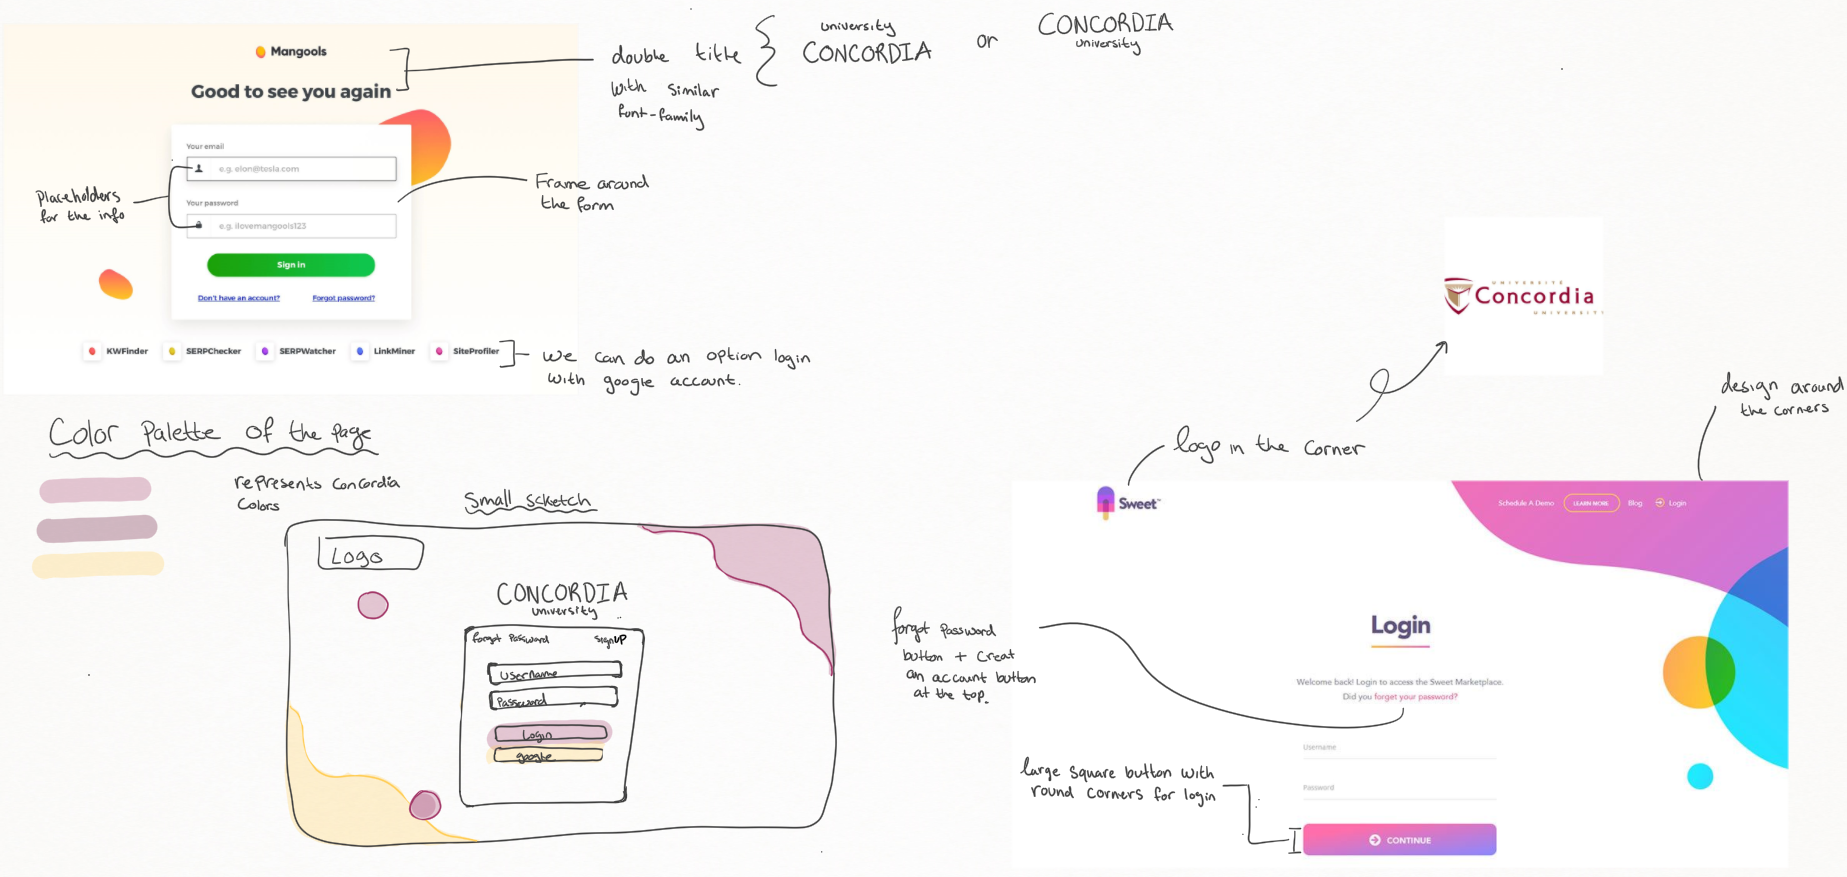 Mangools
Good to see you again
Your email
e.g. elon@tesla.com
Your password
e.g. ilovemangools123
Sign in
Don't have an account? Forgot password?
KWFinder SERPChecker SERPWatcher LinkMiner SiteProfiler
double title
with similar
font-family
university
CONCORDIA
or
CONCORDIA
university
Placeholders
for the info
Frame around
the form
we can do an option login
with google account.
Color Palette of the page
represents Concordia
Colors
Small Scketch
Logo
CONCORDIA
university
forgot Password signUP
Username
Password
Login
google
UNIVERSITÉ
Concordia
UNIVERSIT
logo in the corner
design around
the corners
Sweet™
Schedule A Demo LEARN MORE Blog Login
Login
Welcome back! Login to access the Sweet Marketplace.
Did you forget your password?
Username
Password
CONTINUE
forgot Password
button + Creat
an account button
at the top.
large square button with
round corners for login